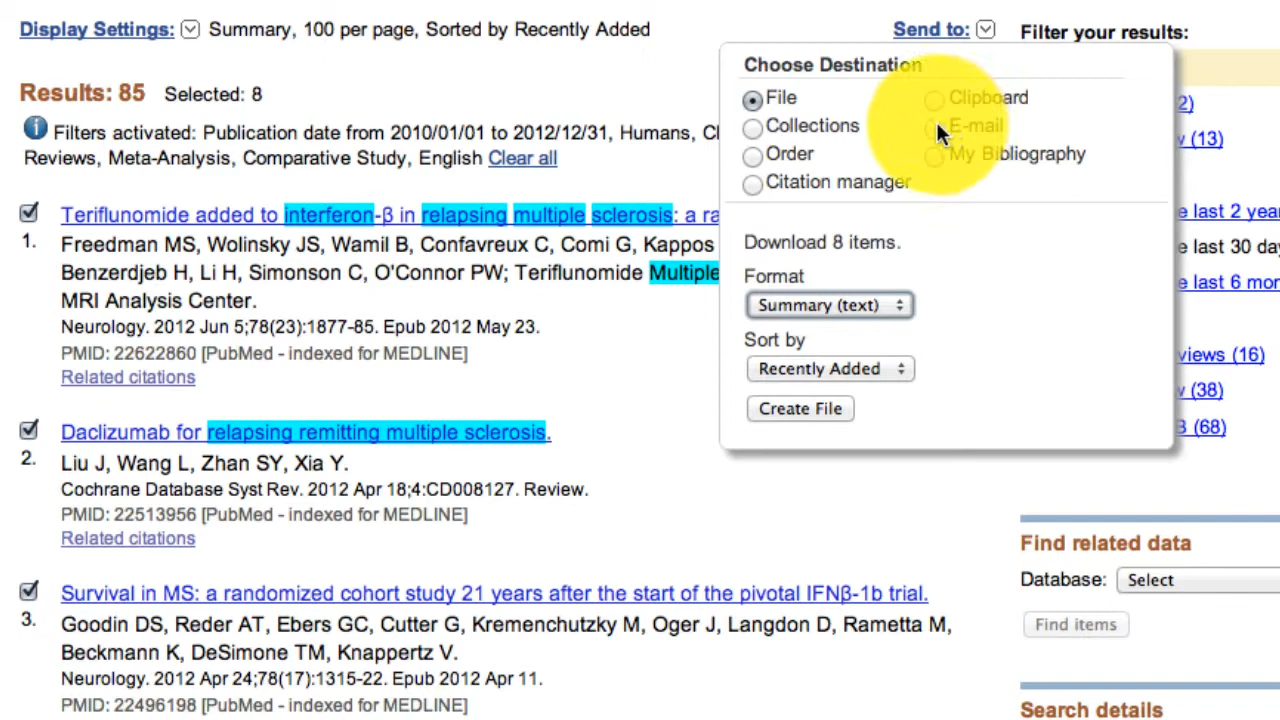 Display Settings: Summary, 100 per page, Sorted by Recently Added
Send to:
Filter your results:
Results: 85 Selected: 8
Filters activated: Publication date from 2010/01/01 to 2012/12/31, Humans,
Reviews, Meta-Analysis, Comparative Study, English Clear all
Choose Destination
File
Clipboard
Collections
E-mail
Order
My Bibliography
Citation manager
Download 8 items.
Format
Summary (text)
Sort by
Recently Added
Create File
2)
(13)
last 2
last 30
last 6
(16)
(38)
(68)
Teriflunomide added to interferon-β in relapsing multiple sclerosis: a
1. Freedman MS, Wolinsky JS, Wamil B, Confavreux C, Comi G, Kappos
Benzerdjeb H, Li H, Simonson C, O'Connor PW; Teriflunomide Multiple
MRI Analysis Center.
Neurology. 2012 Jun 5;78(23):1877-85. Epub 2012 May 23.
PMID: 22622860 [PubMed - indexed for MEDLINE]
Related citations
Daclizumab for relapsing remitting multiple sclerosis.
2. Liu J, Wang L, Zhan SY, Xia Y.
Cochrane Database Syst Rev. 2012 Apr 18;4:CD008127. Review.
PMID: 22513956 [PubMed - indexed for MEDLINE]
Related citations
Survival in MS: a randomized cohort study 21 years after the start of the pivotal IFNβ-1b trial.
3. Goodin DS, Reder AT, Ebers GC, Cutter G, Kremenchutzky M, Oger J, Langdon D, Rametta M,
Beckmann K, DeSimone TM, Knappertz V.
Neurology. 2012 Apr 24;78(17):1315-22. Epub 2012 Apr 11.
PMID: 22496198 [PubMed - indexed for MEDLINE]
Find related data
Database: Select
Find items
Search details